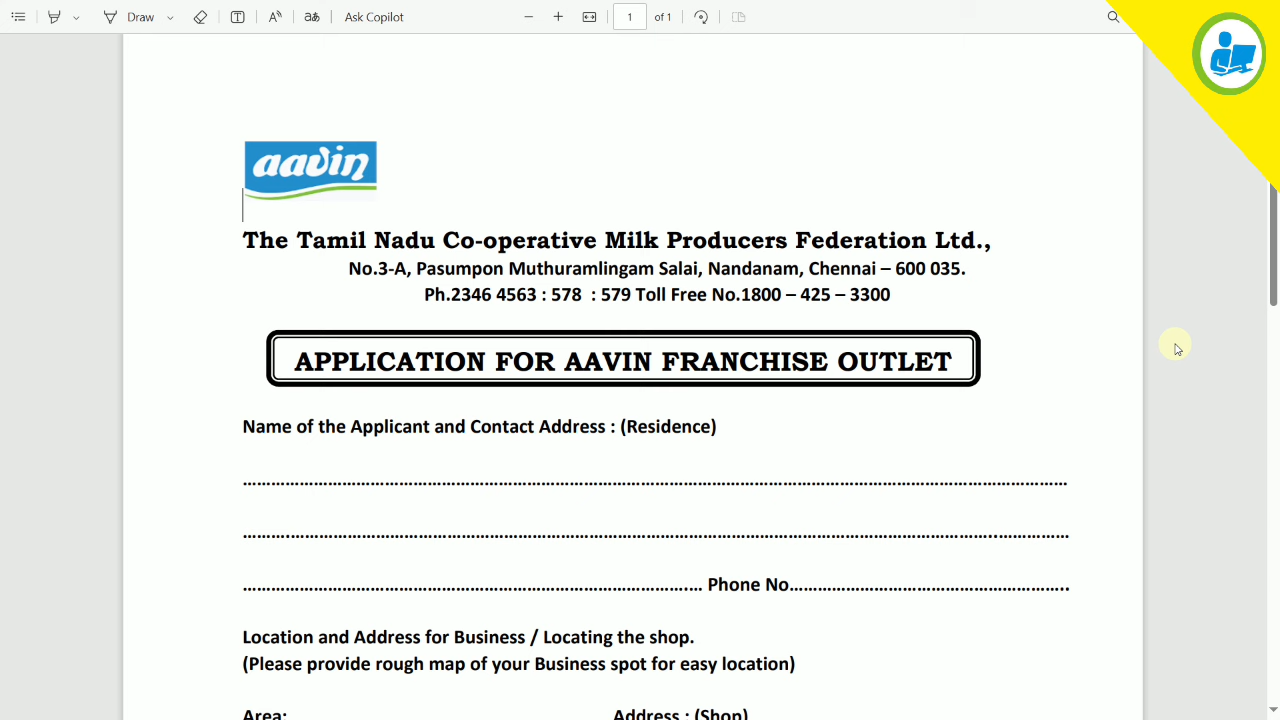 Draw
Ask Copilot
1 of 1
aavin
The Tamil Nadu Co-operative Milk Producers Federation Ltd.,
No.3-A, Pasumpon Muthuramlingam Salai, Nandanam, Chennai – 600 035.
Ph.2346 4563 : 578 : 579 Toll Free No.1800 – 425 – 3300
APPLICATION FOR AAVIN FRANCHISE OUTLET
Name of the Applicant and Contact Address : (Residence)
Phone No.
Location and Address for Business / Locating the shop.
(Please provide rough map of your Business spot for easy location)
Area: Address : (Shop)